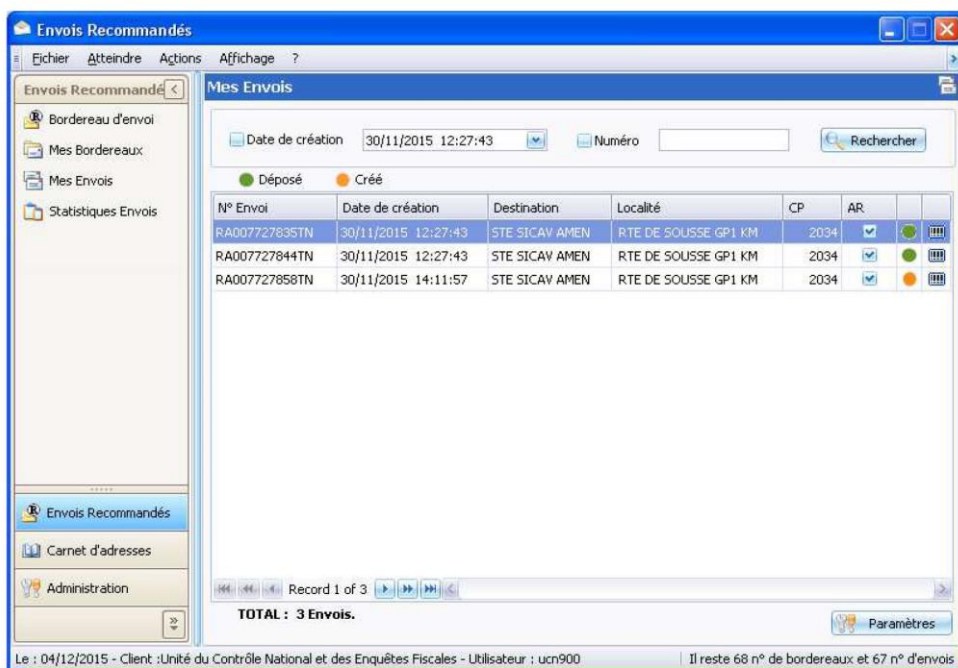 Envois Recommandés
Fichier Atteindre Actions Affichage ?
Envois Recommandé <
Bordereau d'envoi
Mes Bordereaux
Mes Envois
Statistiques Envois
Envois Recommandés
Carnet d'adresses
Administration
Mes Envois
Date de création 30/11/2015 12:27:43 Numéro Rechercher
Déposé Créé
N° Envoi Date de création Destination Localité CP AR
RA007727835TN 30/11/2015 12:27:43 STE SICAV AMEN RTE DE SOUSSE GP1 KM 2034
RA007727844TN 30/11/2015 12:27:43 STE SICAV AMEN RTE DE SOUSSE GP1 KM 2034
RA007727858TN 30/11/2015 14:11:57 STE SICAV AMEN RTE DE SOUSSE GP1 KM 2034
Record 1 of 3
TOTAL : 3 Envois.
Paramètres
Le : 04/12/2015 - Client :Unité du Contrôle National et des Enquêtes Fiscales - Utilisateur : ucn900 Il reste 68 n° de bordereaux et 67 n° d'envois